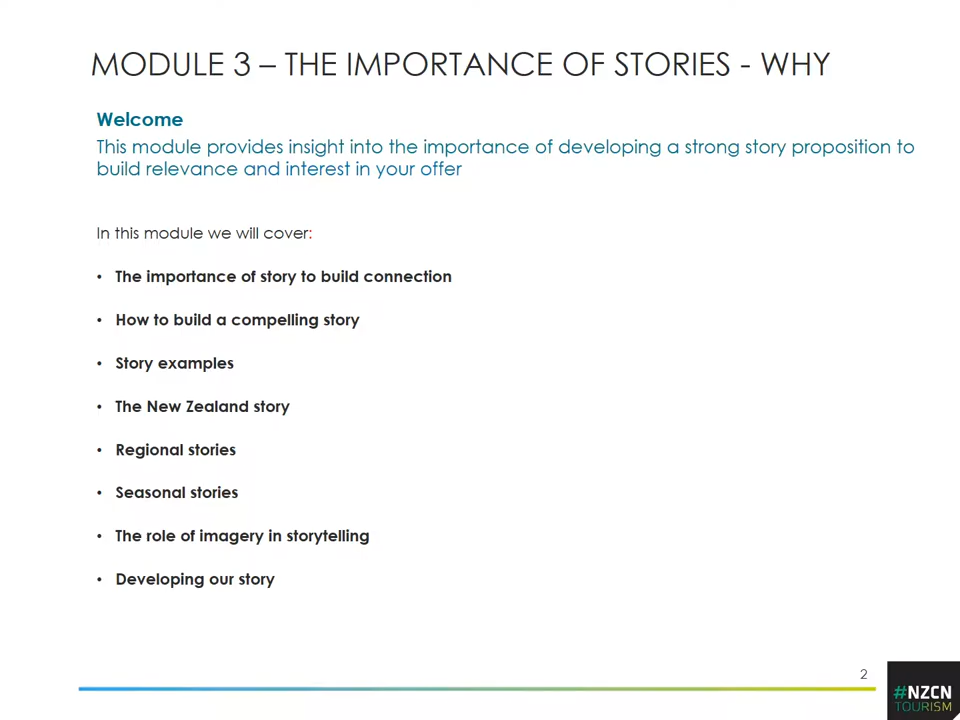 MODULE 3 – THE IMPORTANCE OF STORIES - WHY
Welcome
This module provides insight into the importance of developing a strong story proposition to
build relevance and interest in your offer
In this module we will cover:
• The importance of story to build connection
• How to build a compelling story
• Story examples
• The New Zealand story
• Regional stories
• Seasonal stories
• The role of imagery in storytelling
• Developing our story
2
#NZCN
TOURISM